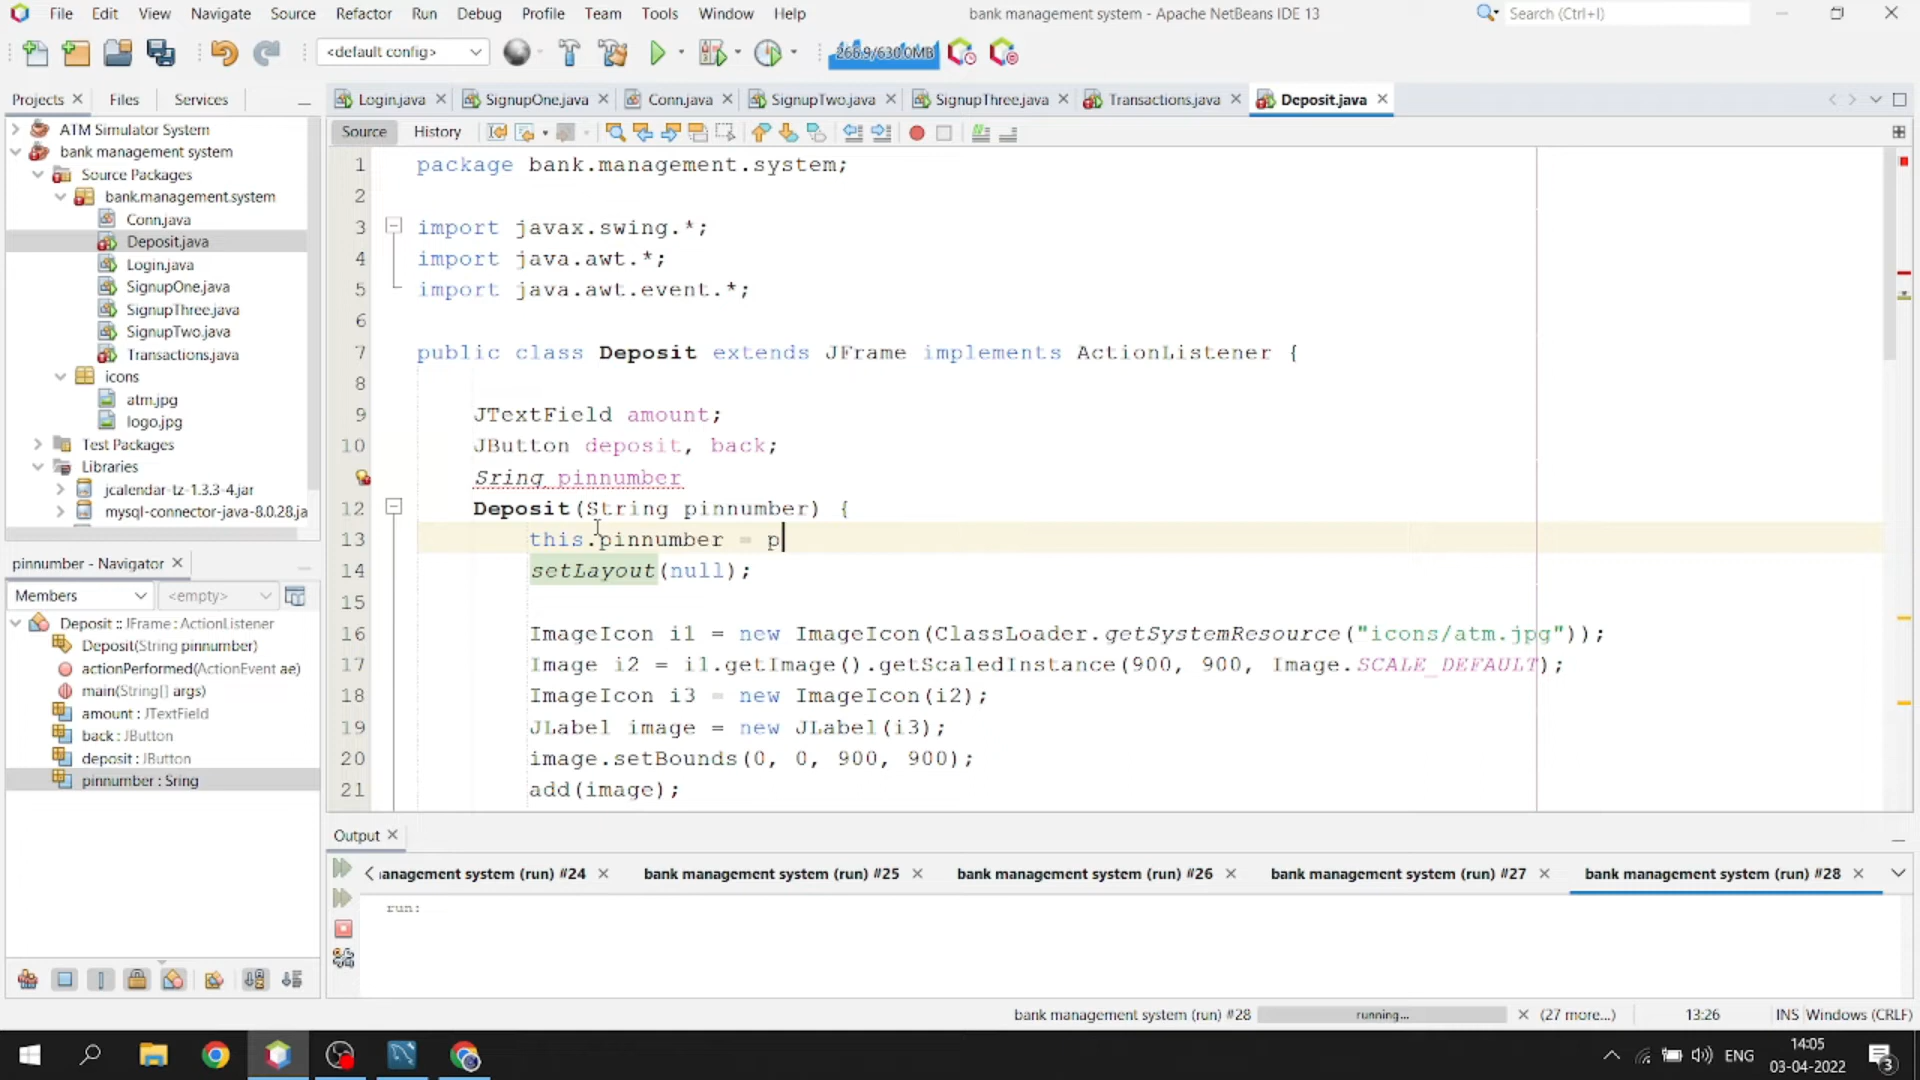 File Edit View Navigate Source Refactor Run Debug Profile Team Tools Window Help
bank management system - Apache NetBeans IDE 13
Search (Ctrl+I)
<default config>
266.9/630.0MB
Projects Files Services
Login.java SignupOne.java Conn.java SignupTwo.java SignupThree.java Transactions.java Deposit.java
Source History
ATM Simulator System
bank management system
Source Packages
bank.management.system
Conn.java
Deposit.java
Login.java
SignupOne.java
SignupThree.java
SignupTwo.java
Transactions.java
icons
atm.jpg
logo.jpg
Test Packages
Libraries
jcalendar-tz-1.3.3-4.jar
mysql-connector-java-8.0.28.ja
1 package bank.management.system;
2
3 import javax.swing.*;
4 import java.awt.*;
5 import java.awt.event.*;
6
7 public class Deposit extends JFrame implements ActionListener {
8
9 JTextField amount;
10 JButton deposit, back;
Sring pinnumber
12 Deposit(String pinnumber) {
13 this.pinnumber = p
14 setLayout(null);
15
16 ImageIcon i1 = new ImageIcon(ClassLoader.getSystemResource("icons/atm.jpg"));
17 Image i2 = i1.getImage().getScaledInstance(900, 900, Image.SCALE_DEFAULT);
18 ImageIcon i3 = new ImageIcon(i2);
19 JLabel image = new JLabel(i3);
20 image.setBounds(0, 0, 900, 900);
21 add(image);
pinnumber - Navigator
Members <empty>
Deposit :: JFrame : ActionListener
Deposit(String pinnumber)
actionPerformed(ActionEvent ae)
main(String[] args)
amount : JTextField
back : JButton
deposit : JButton
pinnumber : Sring
Output
anagement system (run) #24 bank management system (run) #25 bank management system (run) #26 bank management system (run) #27 bank management system (run) #28
run:
bank management system (run) #28 running... (27 more...) 13:26 INS Windows (CRLF)
ENG
14:05
03-04-2022
3